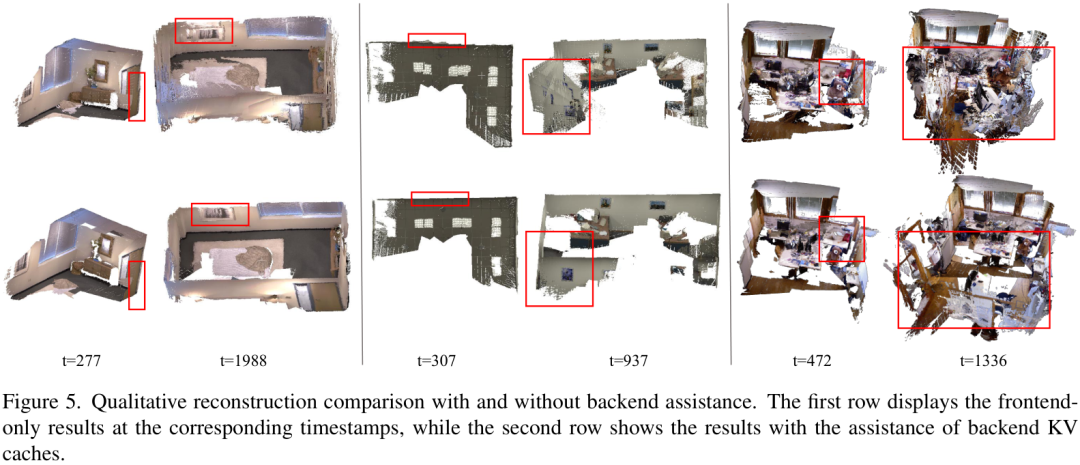 t=277 t=1988 t=307 t=937 t=472 t=1336
Figure 5. Qualitative reconstruction comparison with and without backend assistance. The first row displays the frontend-
only results at the corresponding timestamps, while the second row shows the results with the assistance of backend KV
caches.